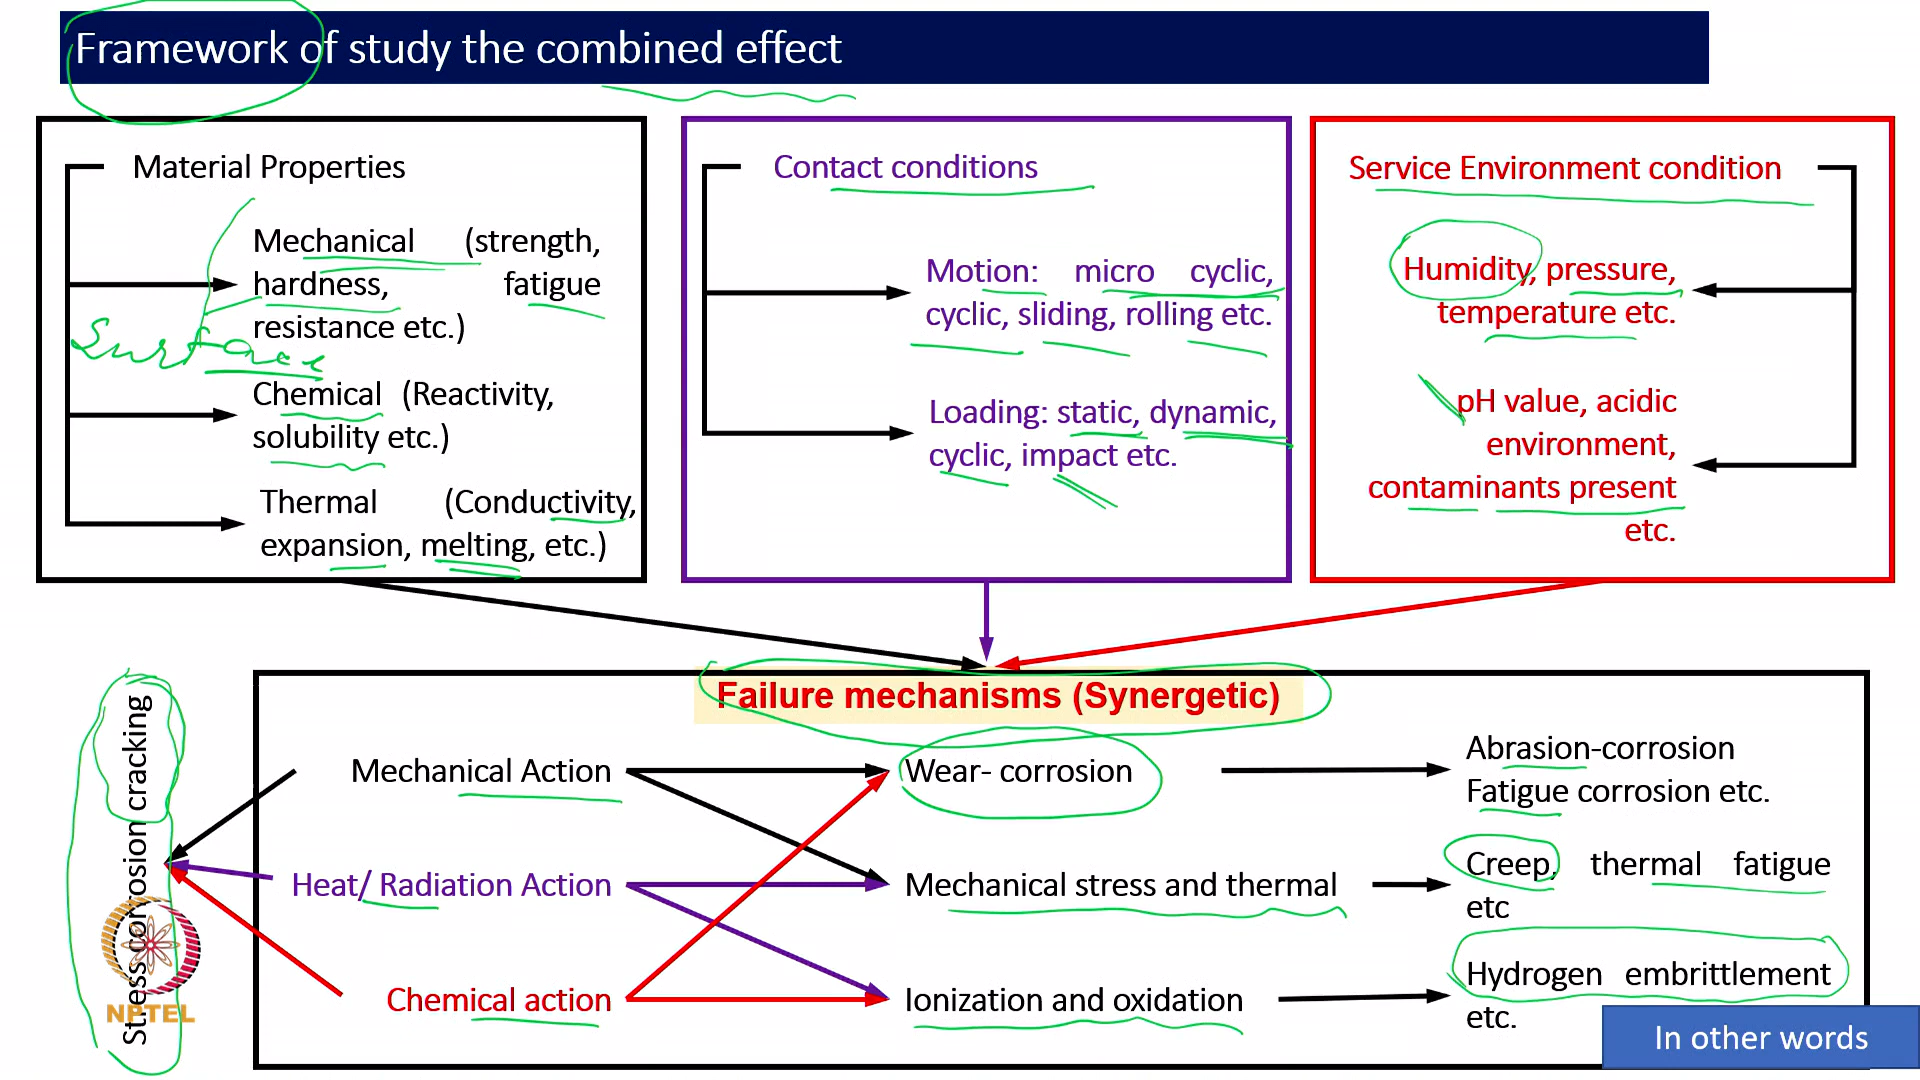 Framework of study the combined effect
Material Properties
Mechanical (strength,
hardness, fatigue
resistance etc.)
Surface
Chemical (Reactivity,
solubility etc.)
Thermal (Conductivity,
expansion, melting, etc.)
Contact conditions
Motion: micro cyclic,
cyclic, sliding, rolling etc.
Loading: static, dynamic,
cyclic, impact etc.
Service Environment condition
Humidity, pressure,
temperature etc.
pH value, acidic
environment,
contaminants present
etc.
Failure mechanisms (Synergetic)
Stress corrosion cracking
Mechanical Action
Heat/ Radiation Action
Chemical action
Wear- corrosion
Mechanical stress and thermal
Ionization and oxidation
Abrasion-corrosion
Fatigue corrosion etc.
Creep, thermal fatigue
etc
Hydrogen embrittlement
etc.
NPTEL
In other words